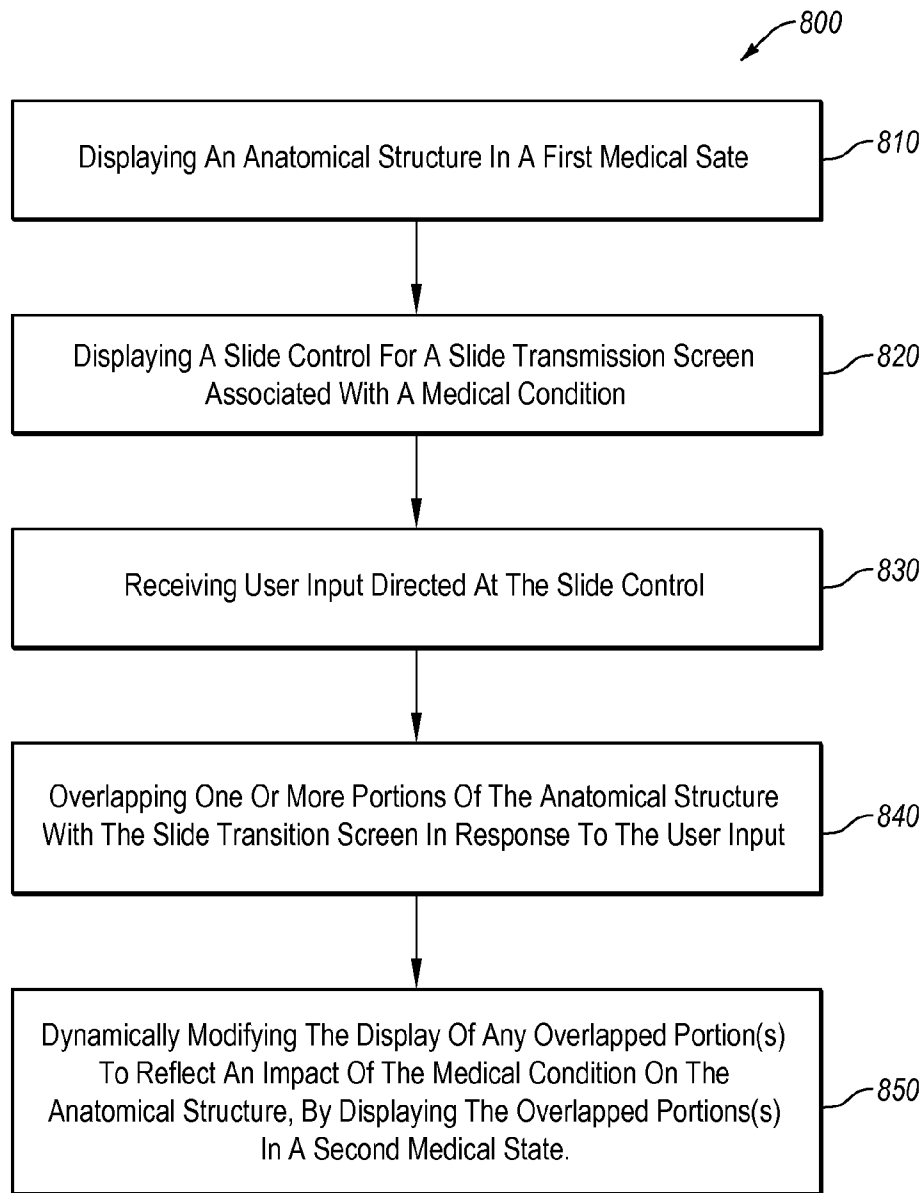 800
Displaying An Anatomical Structure In A First Medical Sate
810
Displaying A Slide Control For A Slide Transmission Screen
Associated With A Medical Condition
820
Receiving User Input Directed At The Slide Control
830
Overlapping One Or More Portions Of The Anatomical Structure
With The Slide Transition Screen In Response To The User Input
840
Dynamically Modifying The Display Of Any Overlapped Portion(s)
To Reflect An Impact Of The Medical Condition On The
Anatomical Structure, By Displaying The Overlapped Portions(s)
In A Second Medical State.
850